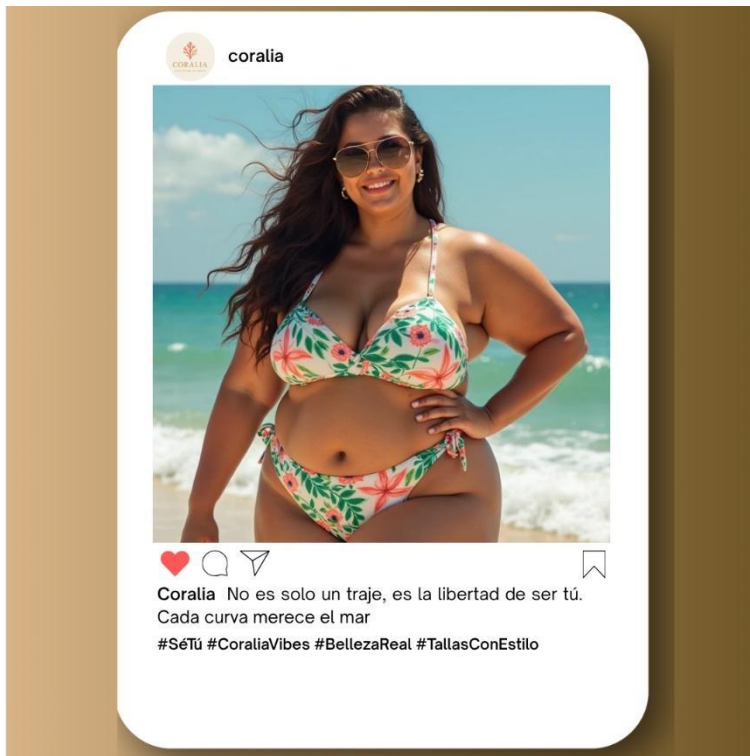 CORALIA
coralia
Coralia No es solo un traje, es la libertad de ser tú.
Cada curva merece el mar
#SéTú #CoraliaVibes #BellezaReal #TallasConEstilo